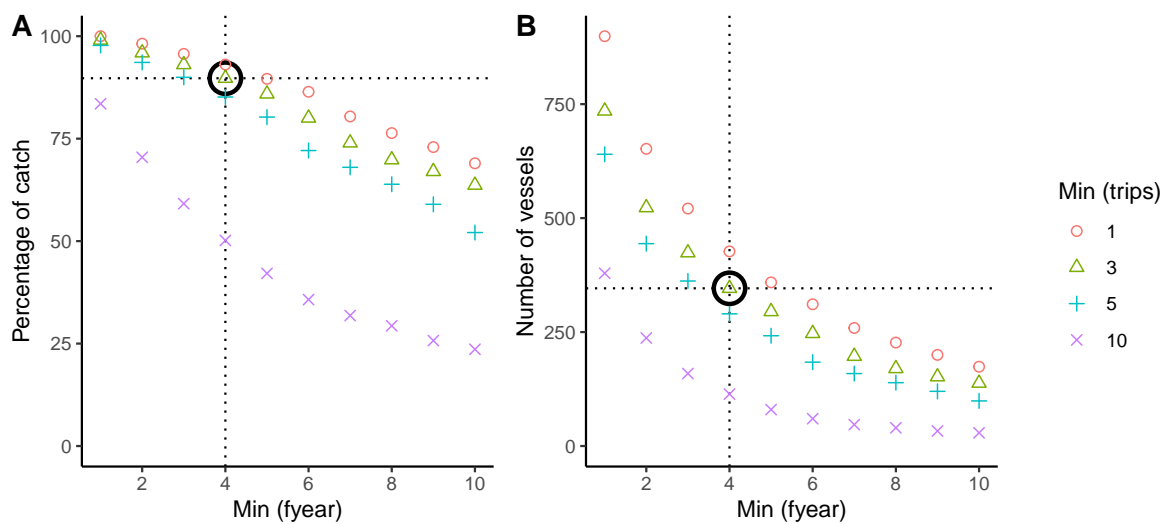 A
Percentage of catch
100
75
50
25
0
2 4 6 8 10
Min (fyear)
B
Number of vessels
750
500
250
0
2 4 6 8 10
Min (fyear)
Min (trips)
1
3
5
10